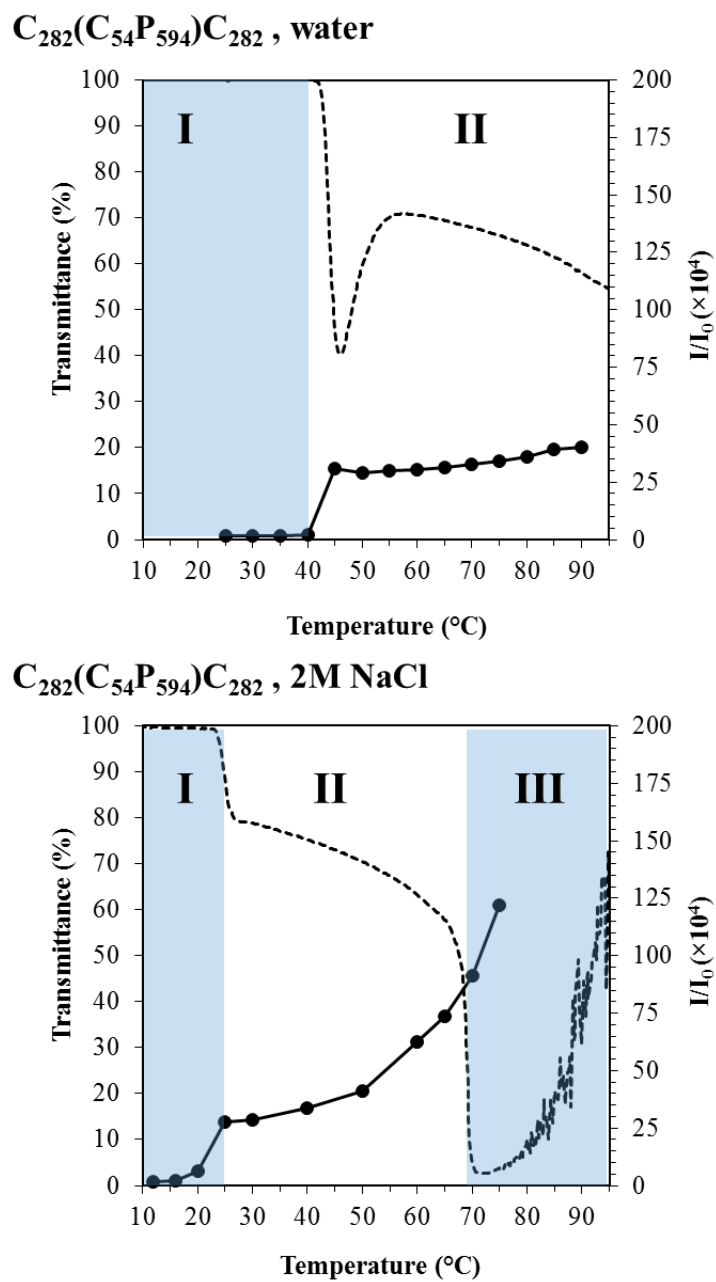 C₂₈₂(C₅₄P₅₉₄)C₂₈₂ , water
100
90
80
70
60
50
40
30
20
10
0
Transmittance (%)
I
II
200
175
150
125
100
75
50
25
0
I/I₀ (×10⁴)
10 20 30 40 50 60 70 80 90
Temperature (°C)
C₂₈₂(C₅₄P₅₉₄)C₂₈₂ , 2M NaCl
100
90
80
70
60
50
40
30
20
10
0
Transmittance (%)
I
II
III
200
175
150
125
100
75
50
25
0
I/I₀ (×10⁴)
10 20 30 40 50 60 70 80 90
Temperature (°C)